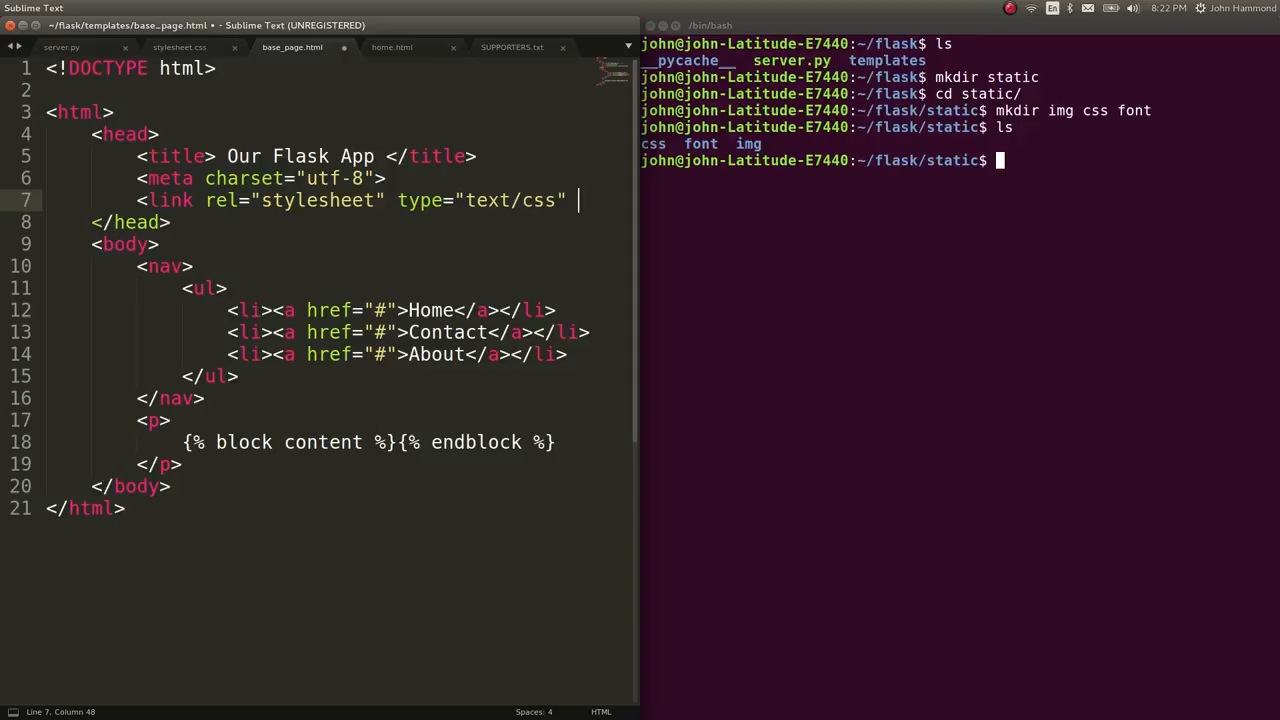 Sublime Text
8:22 PM
John Hammond
~/flask/templates/base_page.html • - Sublime Text (UNREGISTERED)
/bin/bash
server.py
stylesheet.css
base_page.html
home.html
SUPPORTERS.txt
1 <!DOCTYPE html>
2
3 <html>
4 <head>
5 <title> Our Flask App </title>
6 <meta charset="utf-8">
7 <link rel="stylesheet" type="text/css"
8 </head>
9 <body>
10 <nav>
11 <ul>
12 <li><a href="#">Home</a></li>
13 <li><a href="#">Contact</a></li>
14 <li><a href="#">About</a></li>
15 </ul>
16 </nav>
17 <p>
18 {% block content %}{% endblock %}
19 </p>
20 </body>
21 </html>
Line 7, Column 48
Spaces: 4
HTML
john@john-Latitude-E7440:~/flask$ ls
__pycache__ server.py templates
john@john-Latitude-E7440:~/flask$ mkdir static
john@john-Latitude-E7440:~/flask$ cd static/
john@john-Latitude-E7440:~/flask/static$ mkdir img css font
john@john-Latitude-E7440:~/flask/static$ ls
css font img
john@john-Latitude-E7440:~/flask/static$